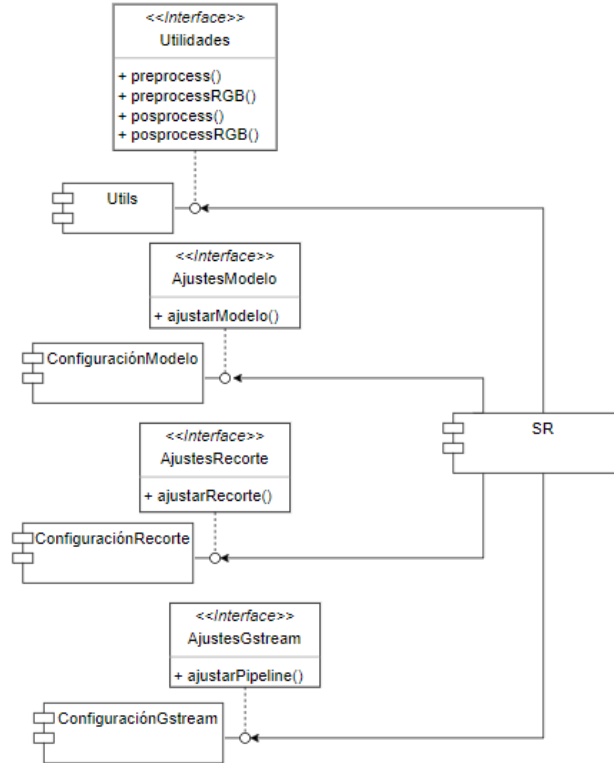 <<Interface>>
Utilidades
+ preprocess()
+ preprocessRGB()
+ posprocess()
+ posprocessRGB()
Utils
<<Interface>>
AjustesModelo
+ ajustarModelo()
ConfiguraciónModelo
SR
<<Interface>>
AjustesRecorte
+ ajustarRecorte()
ConfiguraciónRecorte
<<Interface>>
AjustesGstream
+ ajustarPipeline()
ConfiguraciónGstream